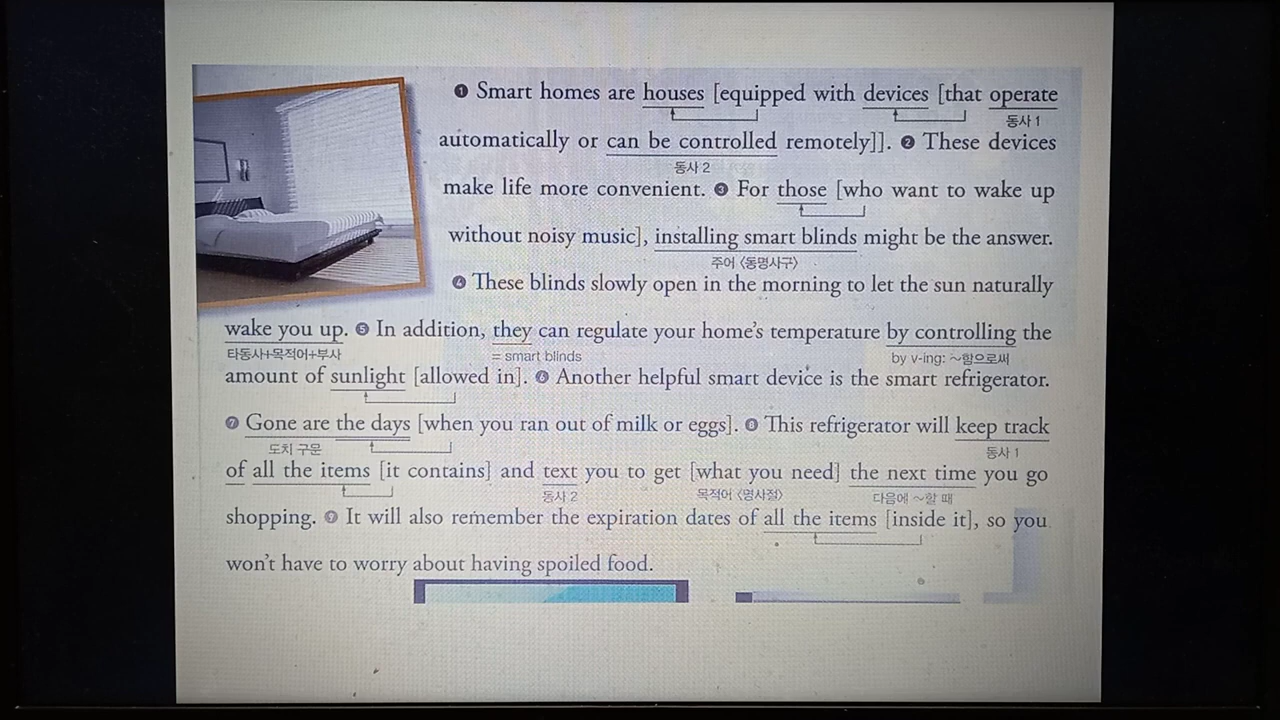 ❶ Smart homes are houses [equipped with devices [that operate
동사 1
automatically or can be controlled remotely]]. ❷ These devices
동사 2
make life more convenient. ❸ For those [who want to wake up
without noisy music], installing smart blinds might be the answer.
주어 〈동명사구〉
❹ These blinds slowly open in the morning to let the sun naturally
wake you up. ❺ In addition, they can regulate your home's temperature by controlling the
타동사+목적어+부사 = smart blinds by v-ing: ～함으로써
amount of sunlight [allowed in]. ❻ Another helpful smart device is the smart refrigerator.
❼ Gone are the days [when you ran out of milk or eggs]. ❽ This refrigerator will keep track
도치 구문 동사 1
of all the items [it contains] and text you to get [what you need] the next time you go
동사 2 목적어 〈명사절〉 다음에 ～할 때
shopping. ❾ It will also remember the expiration dates of all the items [inside it], so you
won't have to worry about having spoiled food.